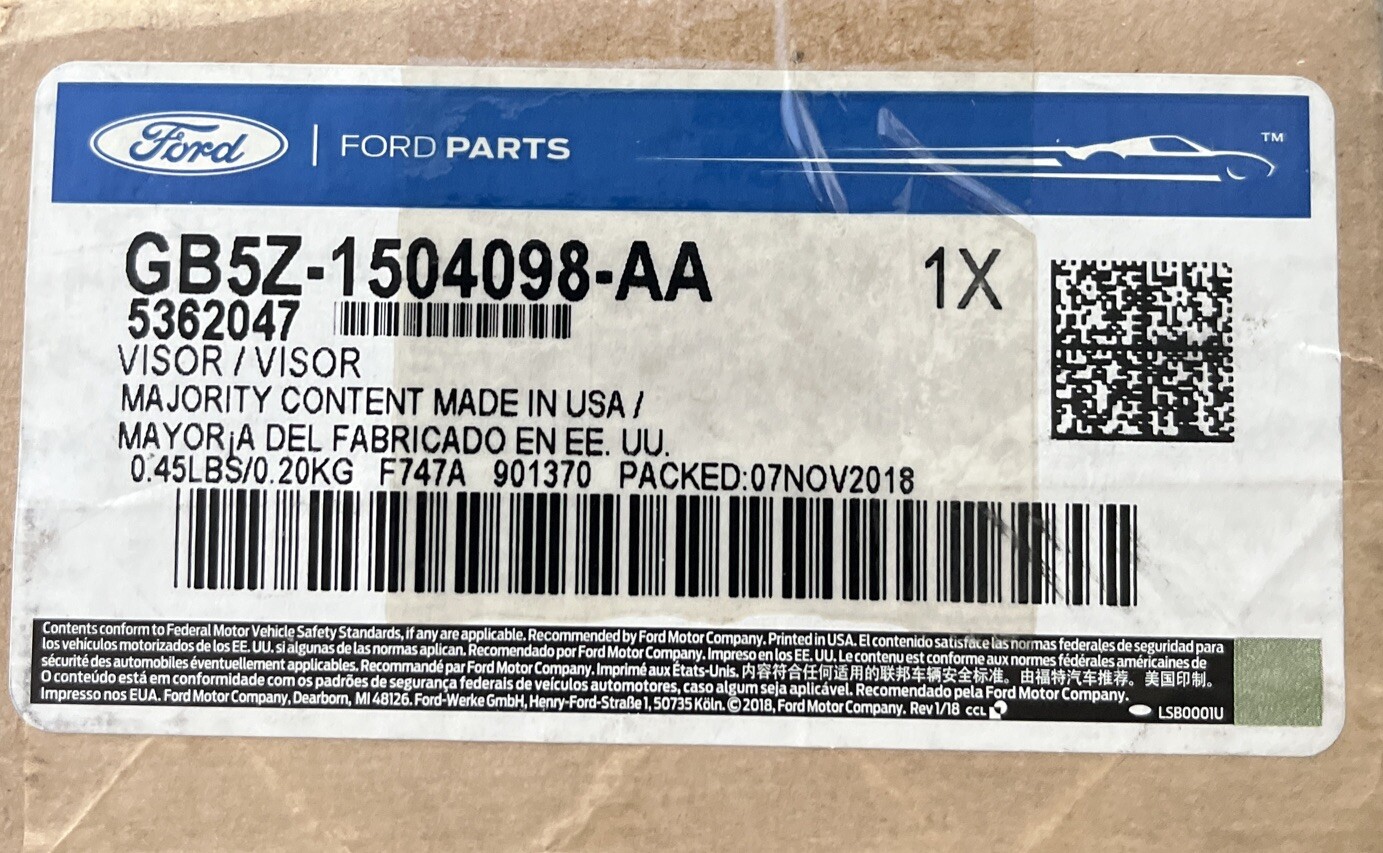 Ford | FORD PARTS
TM
GB5Z-1504098-AA 1X
5362047
VISOR / VISOR
MAJORITY CONTENT MADE IN USA /
MAYOR¡A DEL FABRICADO EN EE. UU.
0.45LBS/0.20KG F747A 901370 PACKED:07NOV2018
Contents conform to Federal Motor Vehicle Safety Standards, if any are applicable. Recommended by Ford Motor Company. Printed in USA. El contenido satisface las normas federales de seguridad para
los vehículos motorizados de los EE. UU. si algunas de las normas aplican. Recomendado por Ford Motor Company. Impreso en los EE. UU. Le contenu est conforme aux normes fédérales américaines de
sécurité des automobiles éventuellement applicables. Recommandé par Ford Motor Company. Imprimé aux États-Unis. 内容符合任何适用的联邦车辆安全标准。由福特汽车推荐。美国印制。
O conteúdo está em conformidade com os padrões de segurança federais de veículos automotores, caso algum seja aplicável. Recomendado pela Ford Motor Company.
Impresso nos EUA. Ford Motor Company, Dearborn, MI 48126. Ford-Werke GmbH, Henry-Ford-Straße 1, 50735 Köln. ©2018, Ford Motor Company. Rev 1/18 CCL LSB0001U